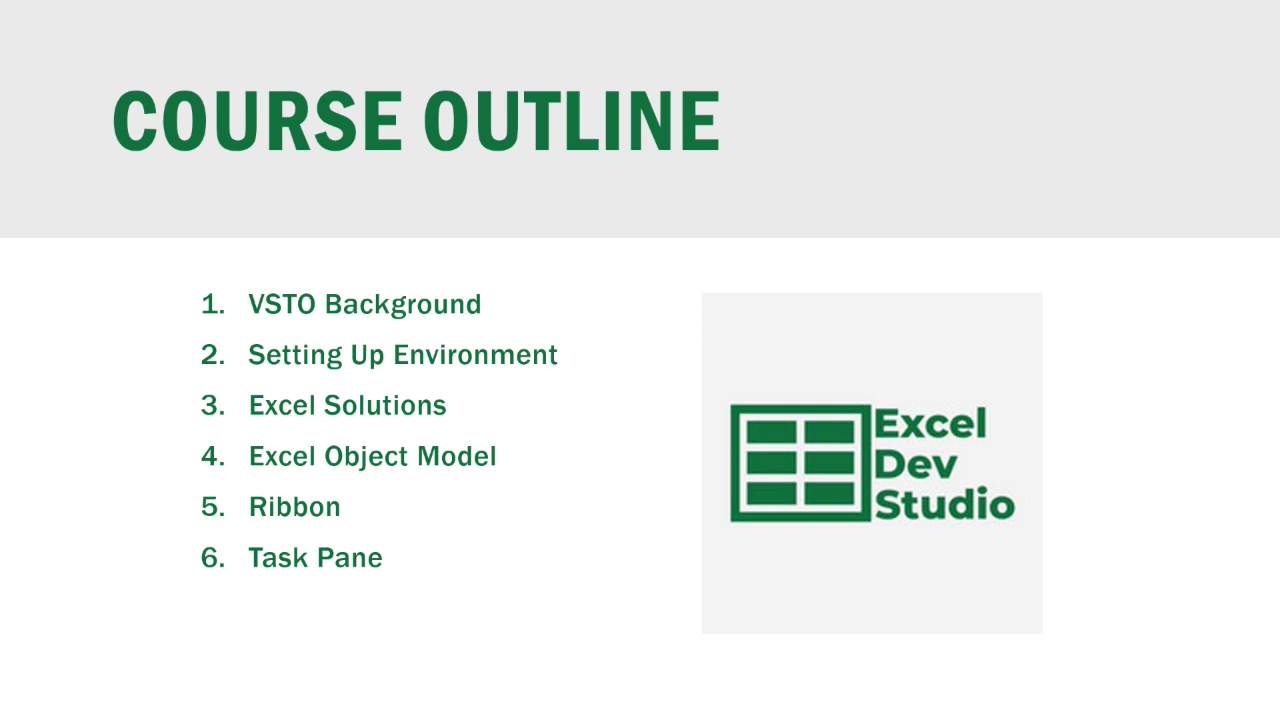 COURSE OUTLINE
1. VSTO Background
2. Setting Up Environment
3. Excel Solutions
4. Excel Object Model
5. Ribbon
6. Task Pane
Excel
Dev
Studio